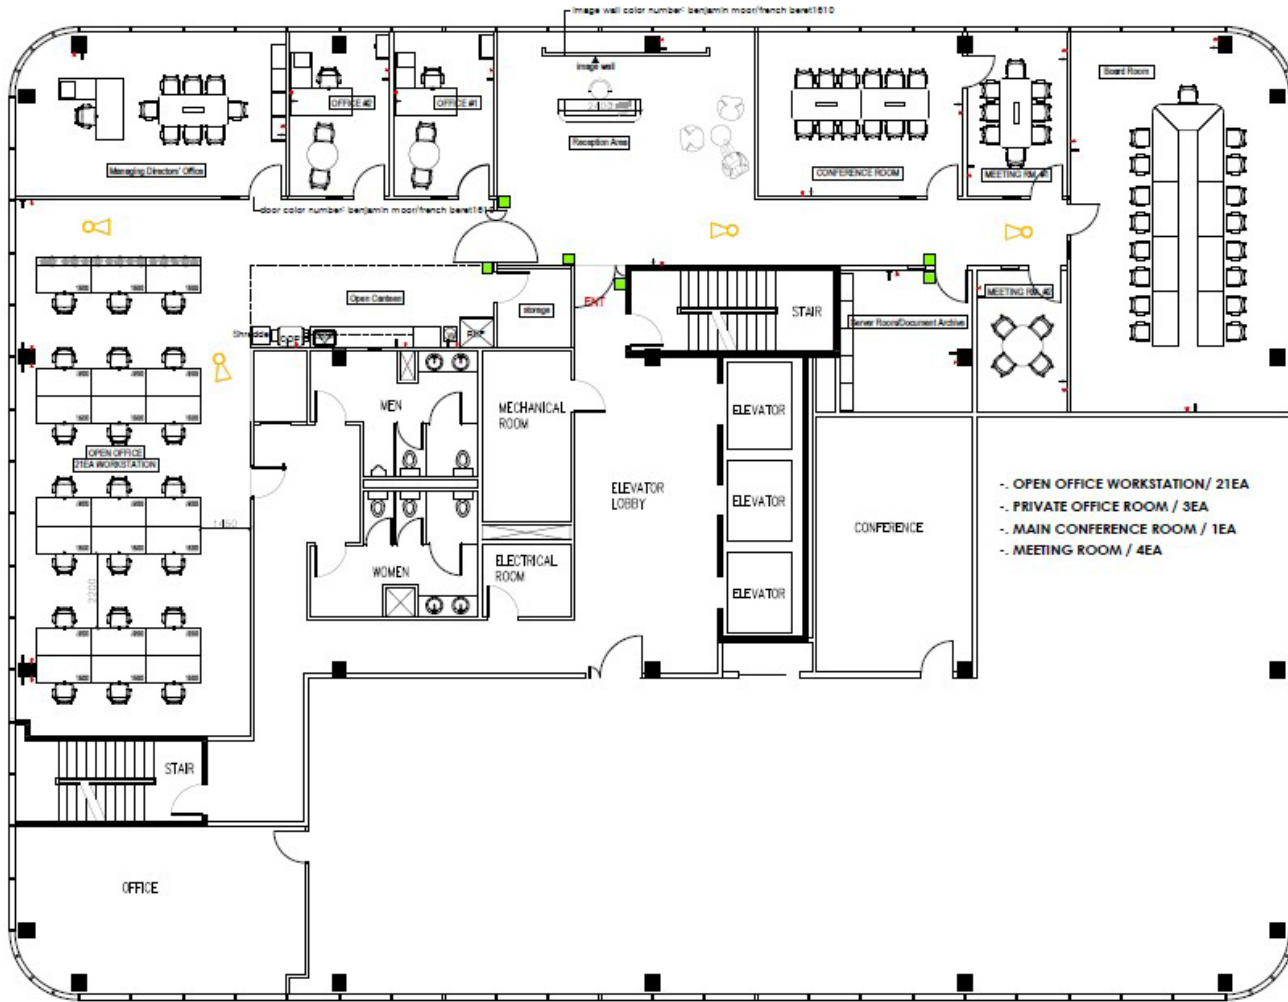 image wall color number: benjamin moor/french beret1610
image wall
2400
Board Room
OFFICE #2
OFFICE #1
Reception Area
Managing Directors' Office
CONFERENCE ROOM
MEETING RM. #1
door color number: benjamin moor/french beret1610
Open Canteen
storage
ENT
STAIR
MEETING RM. #2
Server Room/Document Archive
MEN
MECHANICAL
ROOM
ELEVATOR
OPEN OFFICE
21EA WORKSTATION
ELEVATOR
LOBBY
ELEVATOR
1450
CONFERENCE
-. OPEN OFFICE WORKSTATION/ 21EA
-. PRIVATE OFFICE ROOM / 3EA
-. MAIN CONFERENCE ROOM / 1EA
-. MEETING ROOM / 4EA
WOMEN
ELECTRICAL
ROOM
2200
ELEVATOR
STAIR
OFFICE